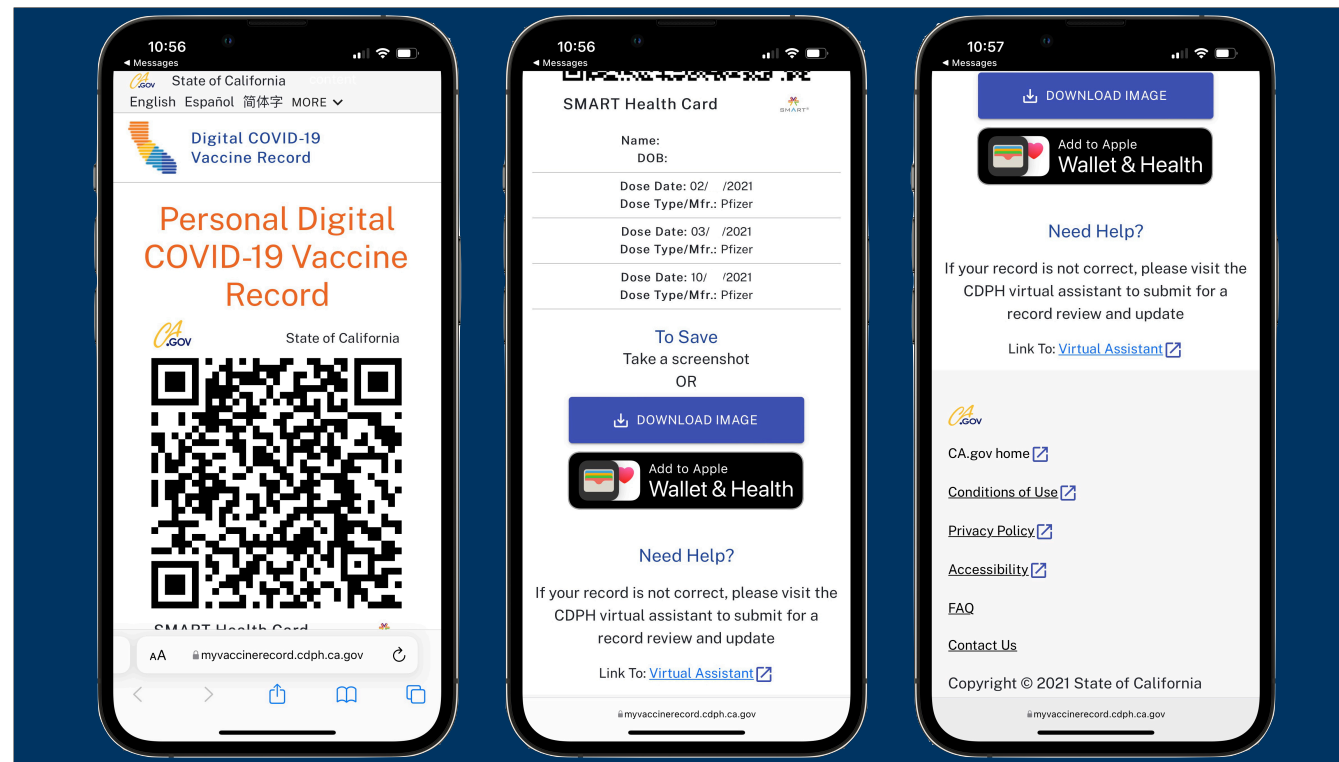 10:56
Messages
CA.GOV State of California
English Español 简体字 MORE
Digital COVID-19
Vaccine Record
Personal Digital
COVID-19 Vaccine
Record
CA.GOV State of California
SMART Health Card
AA myvaccinerecord.cdph.ca.gov
10:56
Messages
SMART Health Card SMART®
Name:
DOB:
Dose Date: 02/ /2021
Dose Type/Mfr.: Pfizer
Dose Date: 03/ /2021
Dose Type/Mfr.: Pfizer
Dose Date: 10/ /2021
Dose Type/Mfr.: Pfizer
To Save
Take a screenshot
OR
DOWNLOAD IMAGE
Add to Apple
Wallet & Health
Need Help?
If your record is not correct, please visit the
CDPH virtual assistant to submit for a
record review and update
Link To: Virtual Assistant
myvaccinerecord.cdph.ca.gov
10:57
Messages
DOWNLOAD IMAGE
Add to Apple
Wallet & Health
Need Help?
If your record is not correct, please visit the
CDPH virtual assistant to submit for a
record review and update
Link To: Virtual Assistant
CA.GOV
CA.gov home
Conditions of Use
Privacy Policy
Accessibility
FAQ
Contact Us
Copyright © 2021 State of California
myvaccinerecord.cdph.ca.gov